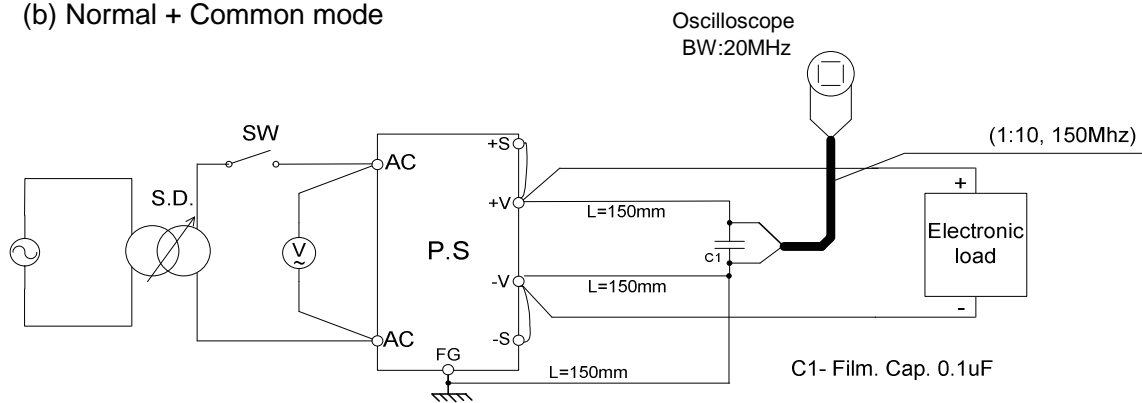 (b) Normal + Common mode
Oscilloscope
BW:20MHz
SW
(1:10, 150Mhz)
S.D.
AC
+S
+V
L=150mm
+
Electronic
load
-
V
~
P.S
C1
-V
L=150mm
AC
-S
FG
L=150mm
C1- Film. Cap. 0.1uF